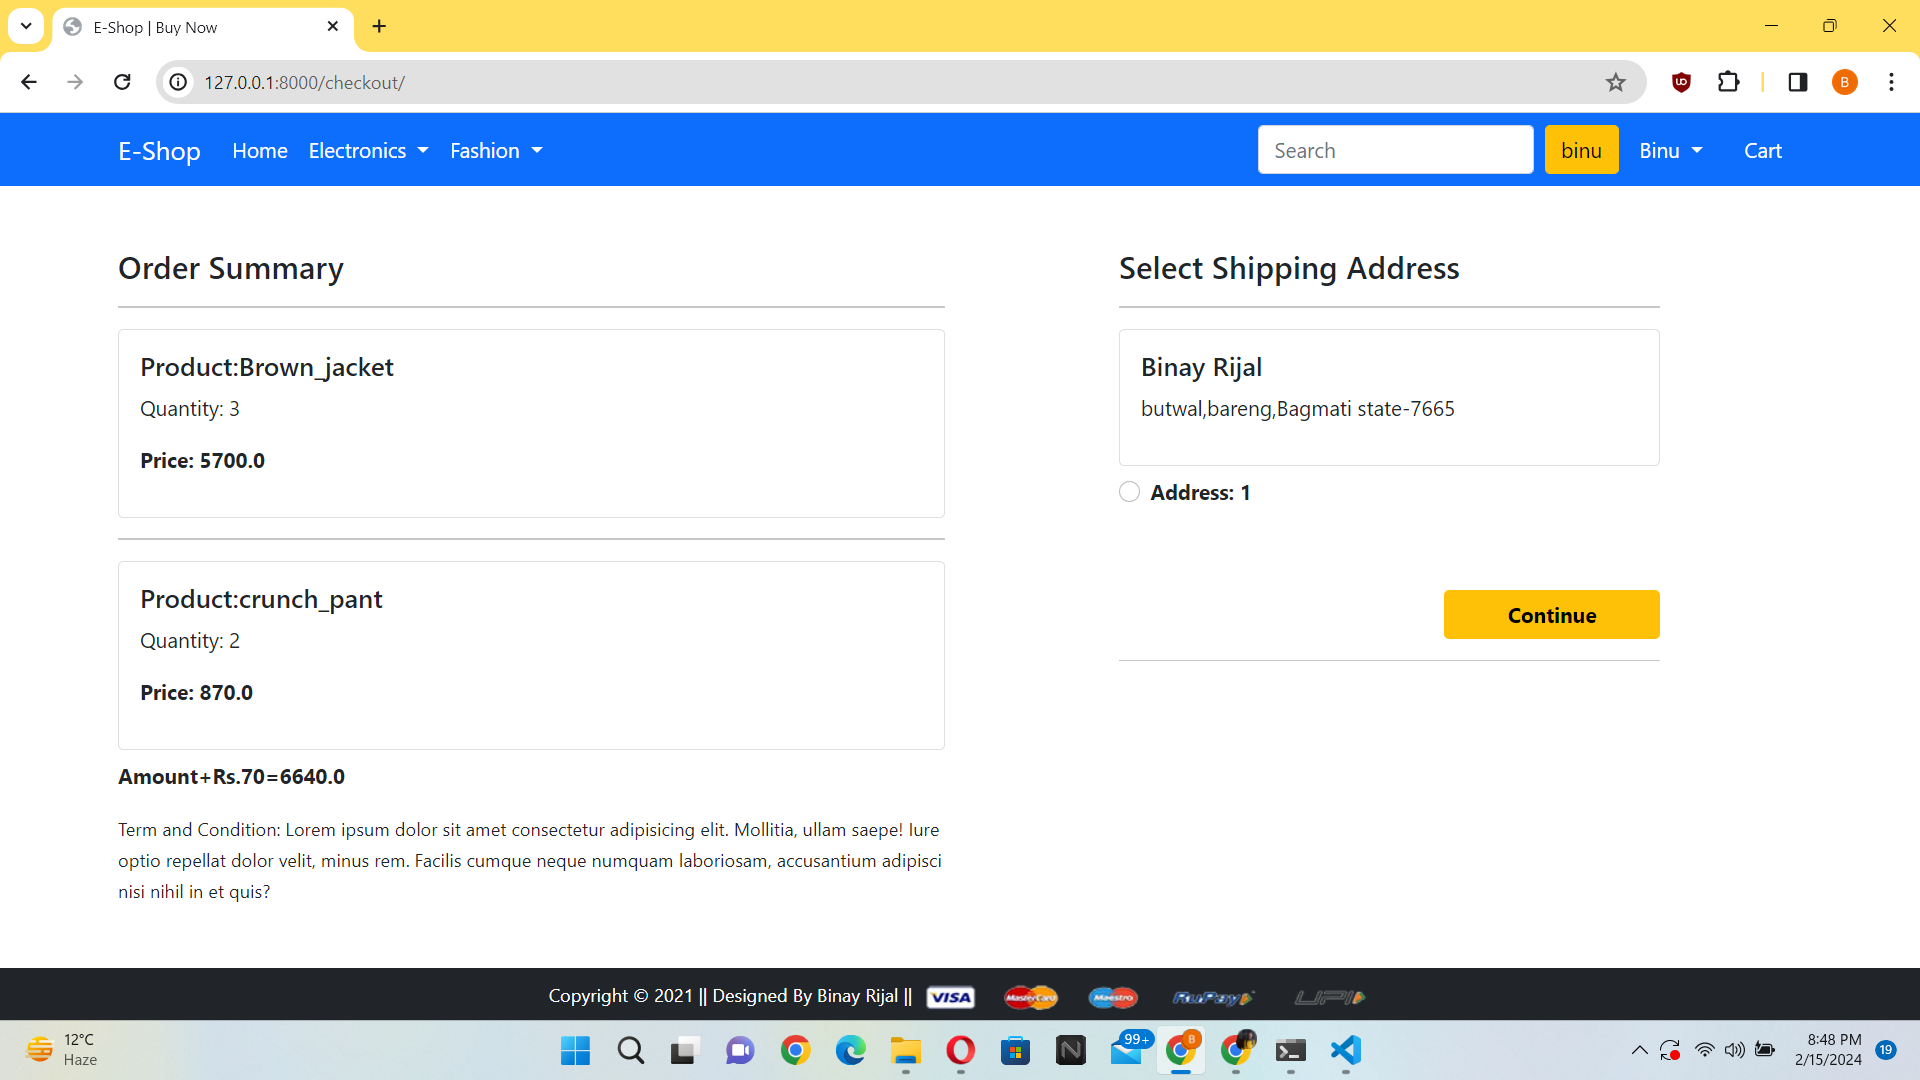 E-Shop | Buy Now
127.0.0.1:8000/checkout/
B
E-Shop Home Electronics Fashion Search binu Binu Cart
Order Summary
Product:Brown_jacket
Quantity: 3
Price: 5700.0
Product:crunch_pant
Quantity: 2
Price: 870.0
Amount+Rs.70=6640.0
Term and Condition: Lorem ipsum dolor sit amet consectetur adipisicing elit. Mollitia, ullam saepe! Iure
optio repellat dolor velit, minus rem. Facilis cumque neque numquam laboriosam, accusantium adipisci
nisi nihil in et quis?
Select Shipping Address
Binay Rijal
butwal,bareng,Bagmati state-7665
Address: 1
Continue
Copyright © 2021 || Designed By Binay Rijal || VISA MasterCard Maestro RuPay UPI
12°C
Haze
99+
B
8:48 PM
2/15/2024
19